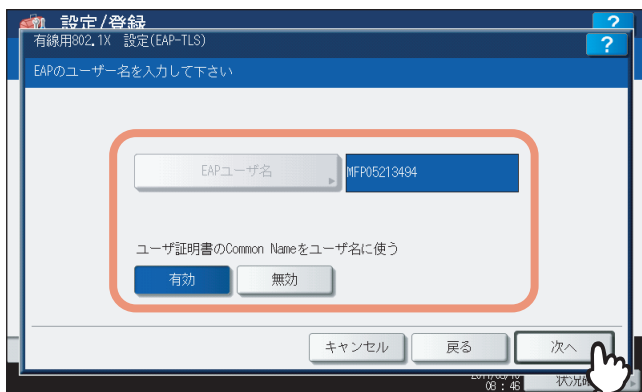 設定/登録
?
有線用802.1X 設定(EAP-TLS)
?
EAPのユーザー名を入力して下さい
EAPユーザ名
MFP05213494
ユーザ証明書のCommon Nameをユーザ名に使う
有効
無効
キャンセル
戻る
次へ
08:46
状況